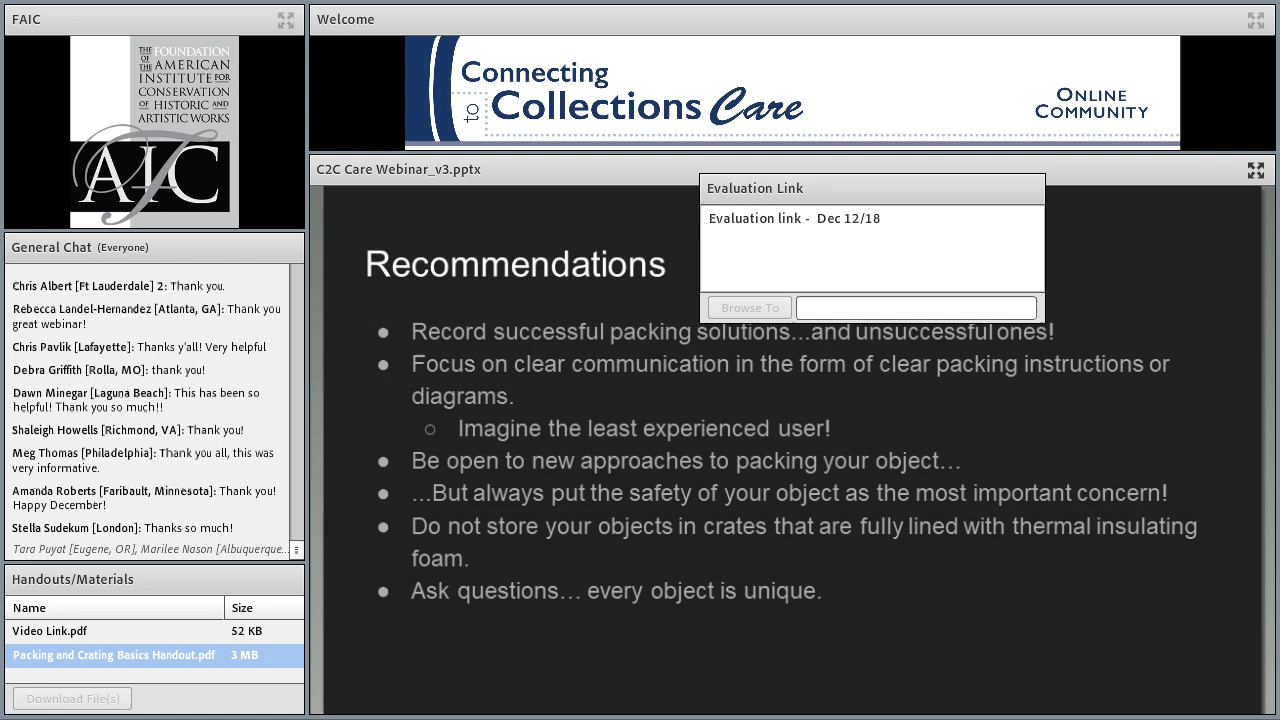 FAIC
THE FOUNDATION
OF THE AMERICAN
INSTITUTE FOR
CONSERVATION
OF HISTORIC AND
ARTISTIC WORKS
AIC
Welcome
Connecting
to Collections Care
ONLINE
COMMUNITY
C2C Care Webinar_v3.pptx
Evaluation Link
Evaluation link - Dec 12/18
Browse To
Recommendations
● Record successful packing solutions...and unsuccessful ones!
● Focus on clear communication in the form of clear packing instructions or
diagrams.
○ Imagine the least experienced user!
● Be open to new approaches to packing your object...
● ...But always put the safety of your object as the most important concern!
● Do not store your objects in crates that are fully lined with thermal insulating
foam.
● Ask questions... every object is unique.
General Chat (Everyone)
Chris Albert [Ft Lauderdale] 2: Thank you.
Rebecca Landel-Hernandez [Atlanta, GA]: Thank you
great webinar!
Chris Pavlik [Lafayette]: Thanks y'all! Very helpful
Debra Griffith [Rolla, MO]: thank you!
Dawn Minegar [Laguna Beach]: This has been so
helpful! Thank you so much!!
Shaleigh Howells [Richmond, VA]: Thank you!
Meg Thomas [Philadelphia]: Thank you all, this was
very informative.
Amanda Roberts [Faribault, Minnesota]: Thank you!
Happy December!
Stella Sudekum [London]: Thanks so much!
Tara Puyat [Eugene, OR], Marilee Nason [Albuquerque...
Handouts/Materials
Name Size
Video Link.pdf 52 KB
Packing and Crating Basics Handout.pdf 3 MB
Download File(s)